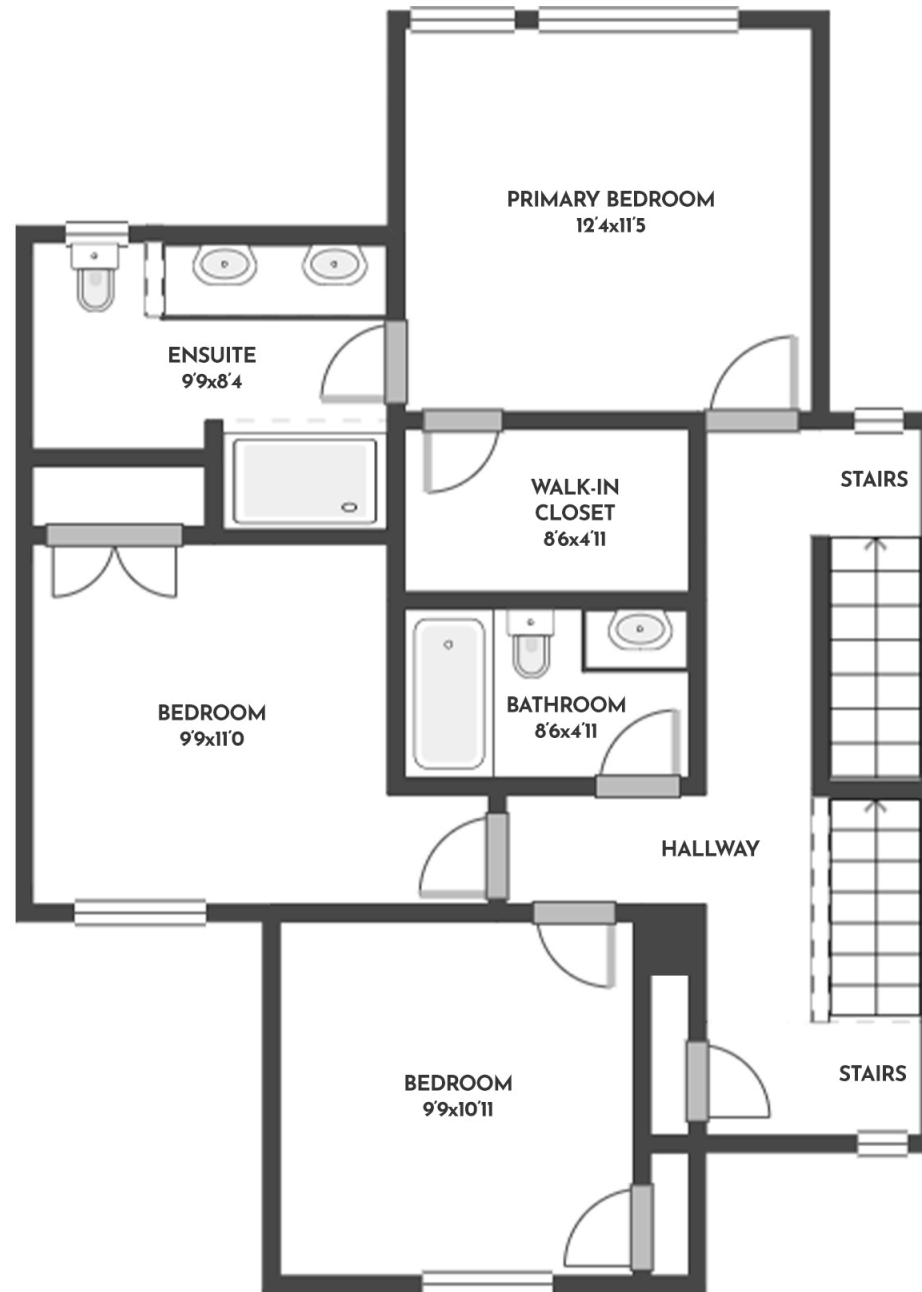 PRIMARY BEDROOM
12'4x11'5
ENSUITE
9'9x8'4
STAIRS
WALK-IN
CLOSET
8'6x4'11
BEDROOM
9'9x11'0
BATHROOM
8'6x4'11
HALLWAY
BEDROOM
9'9x10'11
STAIRS